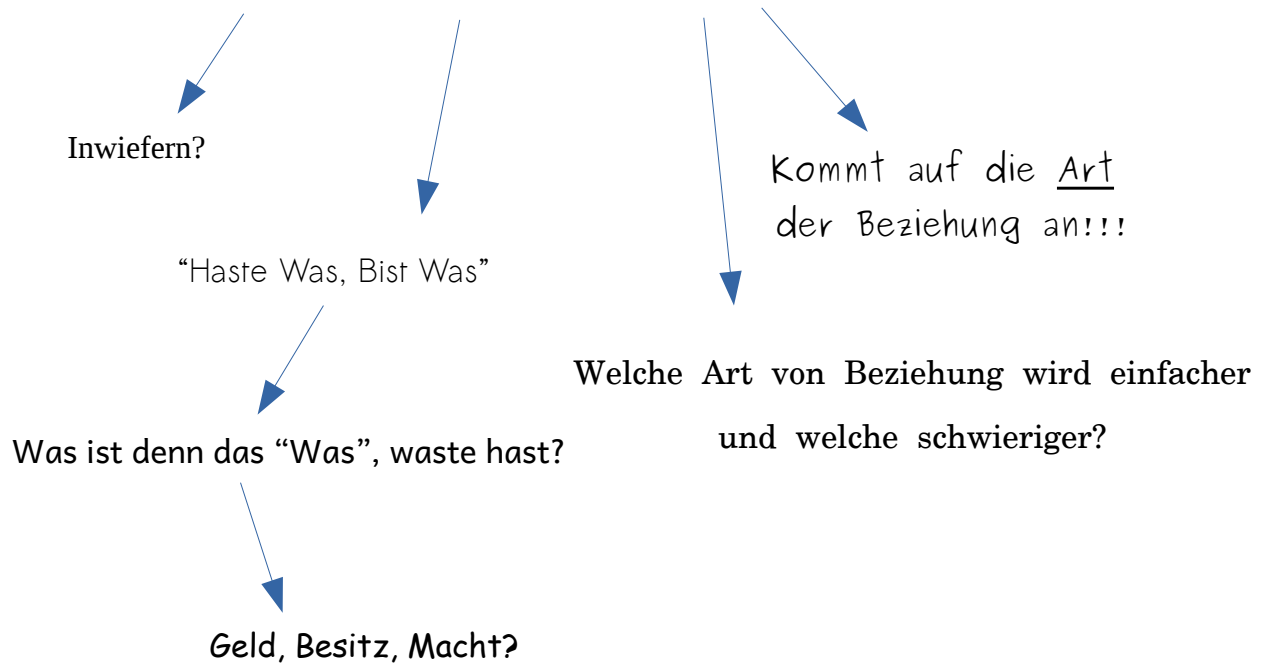 Inwiefern?
Kommt auf die Art
der Beziehung an!!!
“Haste Was, Bist Was”
Welche Art von Beziehung wird einfacher
und welche schwieriger?
Was ist denn das “Was”, waste hast?
Geld, Besitz, Macht?